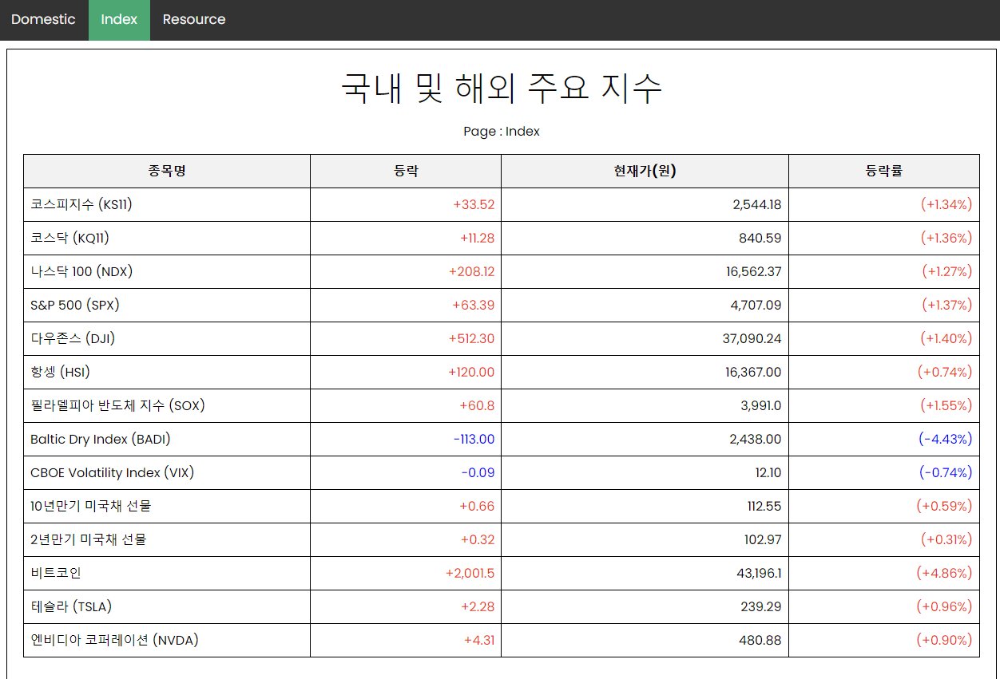 Domestic Index Resource
국내 및 해외 주요 지수
Page : Index
종목명 등락 현재가(원) 등락률
코스피지수 (KS11) +33.52 2,544.18 (+1.34%)
코스닥 (KQ11) +11.28 840.59 (+1.36%)
나스닥 100 (NDX) +208.12 16,562.37 (+1.27%)
S&P 500 (SPX) +63.39 4,707.09 (+1.37%)
다우존스 (DJI) +512.30 37,090.24 (+1.40%)
항셍 (HSI) +120.00 16,367.00 (+0.74%)
필라델피아 반도체 지수 (SOX) +60.8 3,991.0 (+1.55%)
Baltic Dry Index (BADI) -113.00 2,438.00 (-4.43%)
CBOE Volatility Index (VIX) -0.09 12.10 (-0.74%)
10년만기 미국채 선물 +0.66 112.55 (+0.59%)
2년만기 미국채 선물 +0.32 102.97 (+0.31%)
비트코인 +2,001.5 43,196.1 (+4.86%)
테슬라 (TSLA) +2.28 239.29 (+0.96%)
엔비디아 코퍼레이션 (NVDA) +4.31 480.88 (+0.90%)